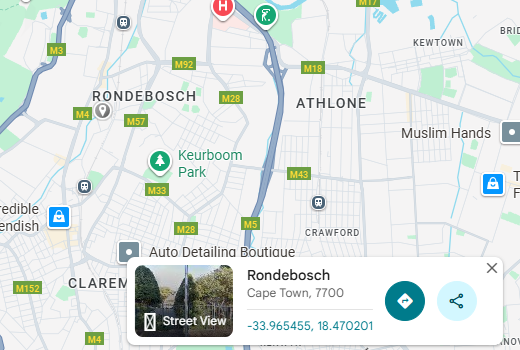 M17
H
KEWTOWN
BRID
M3
M92
M18
RONDEBOSCH
M28
ATHLONE
M4
M57
Muslim Hands
Keurboom
Park
M43
M33
T
F
redible
endish
M28
M5
CRAWFORD
Auto Detailing Boutique
CLAREM
M152
Rondebosch
Cape Town, 7700
Street View
-33.965455, 18.470201
M4